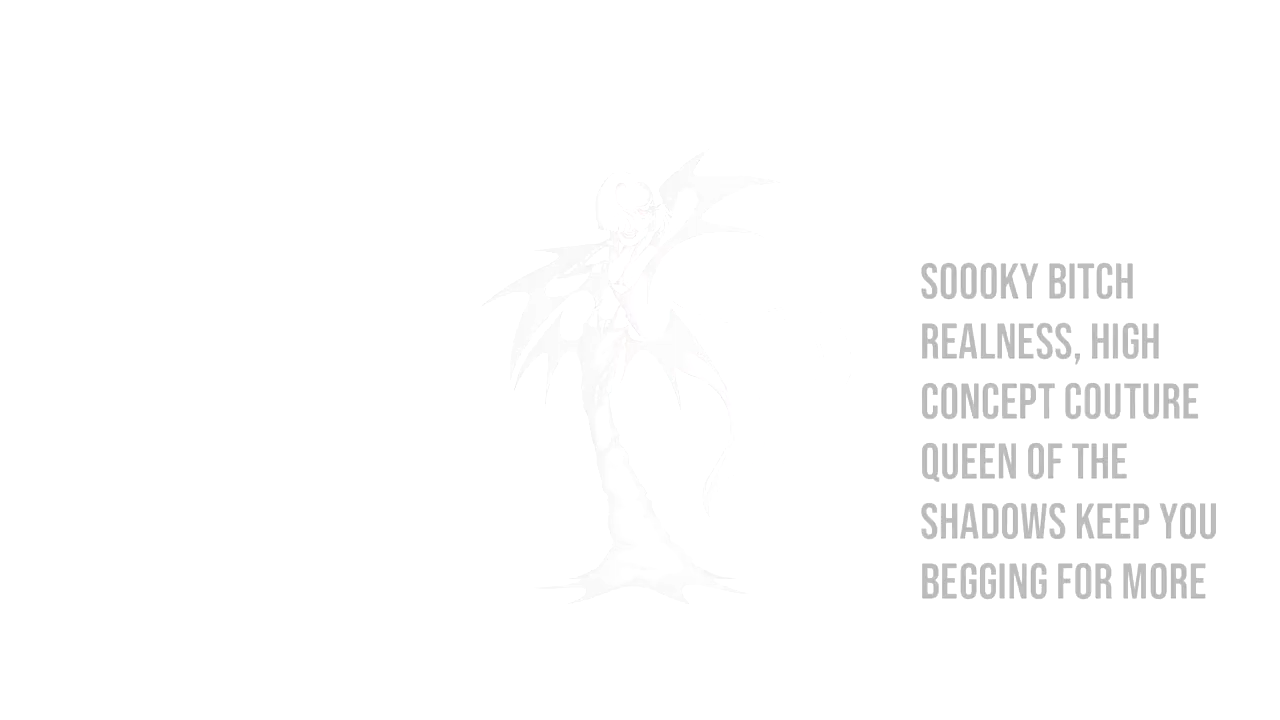 SOOOKY BITCH
REALNESS, HIGH
CONCEPT COUTURE
QUEEN OF THE
SHADOWS KEEP YOU
BEGGING FOR MORE